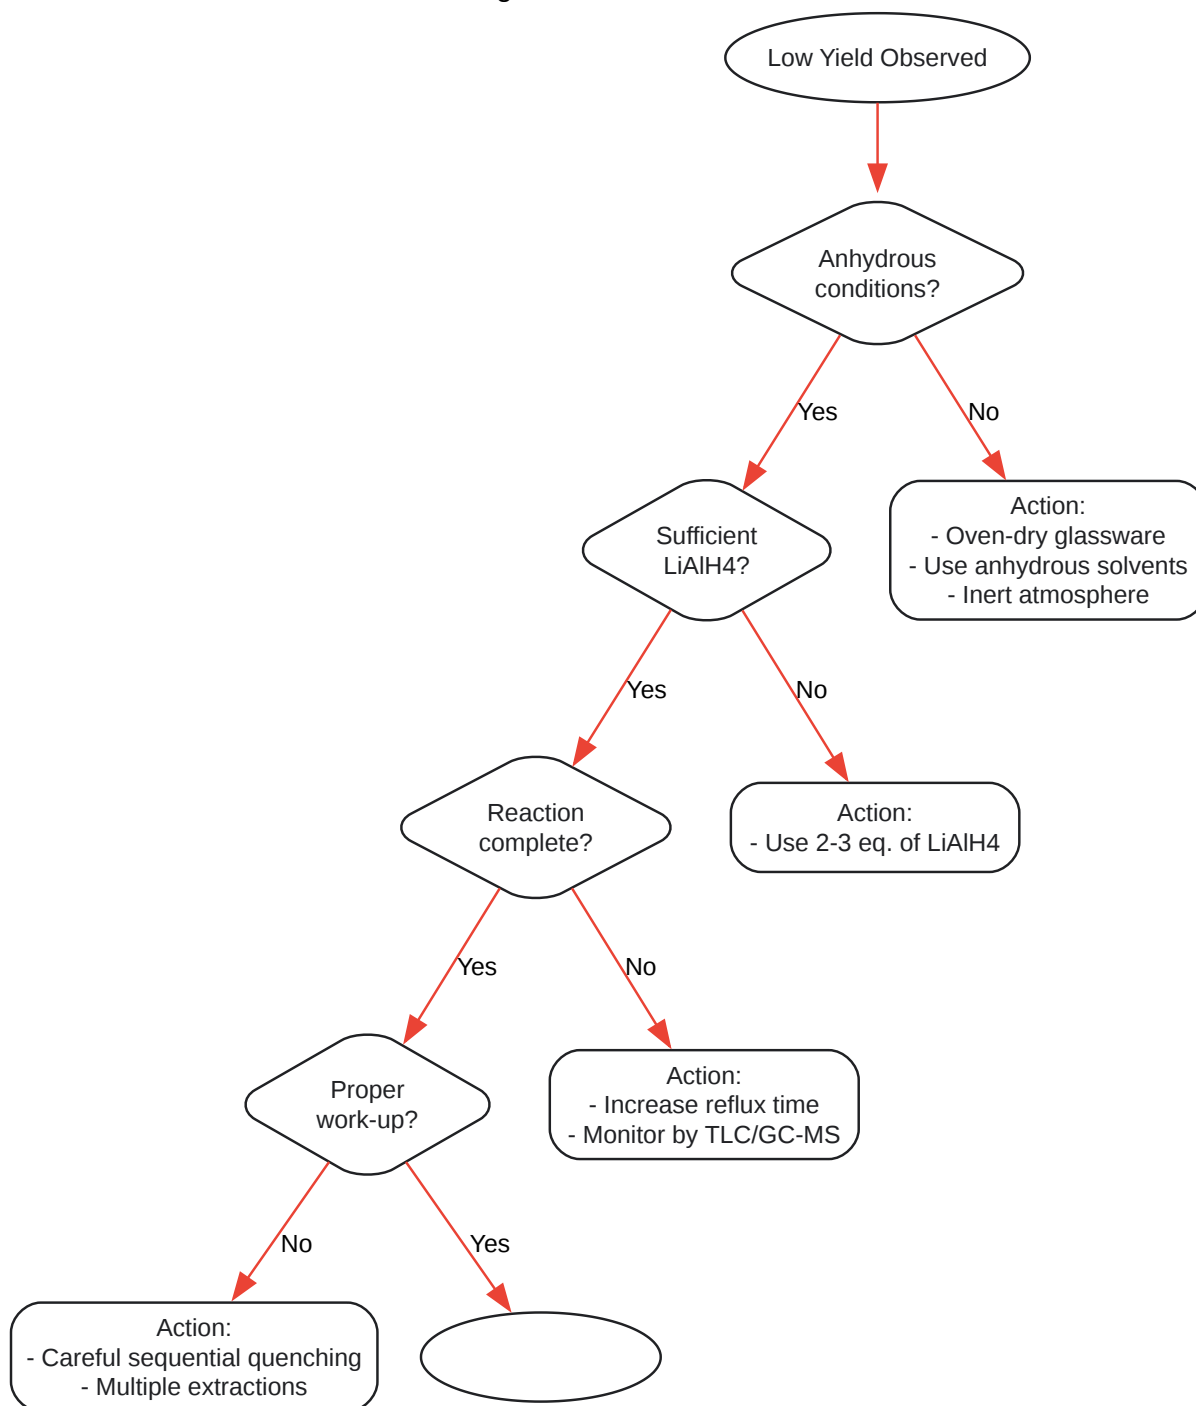 Low Yield Observed
Anhydrous
conditions?
Yes
No
Sufficient
LiAlH4?
Action:
- Oven-dry glassware
- Use anhydrous solvents
- Inert atmosphere
Yes
No
Reaction
complete?
Action:
- Use 2-3 eq. of LiAlH4
Yes
No
Proper
work-up?
Action:
- Increase reflux time
- Monitor by TLC/GC-MS
No
Yes
Action:
- Careful sequential quenching
- Multiple extractions